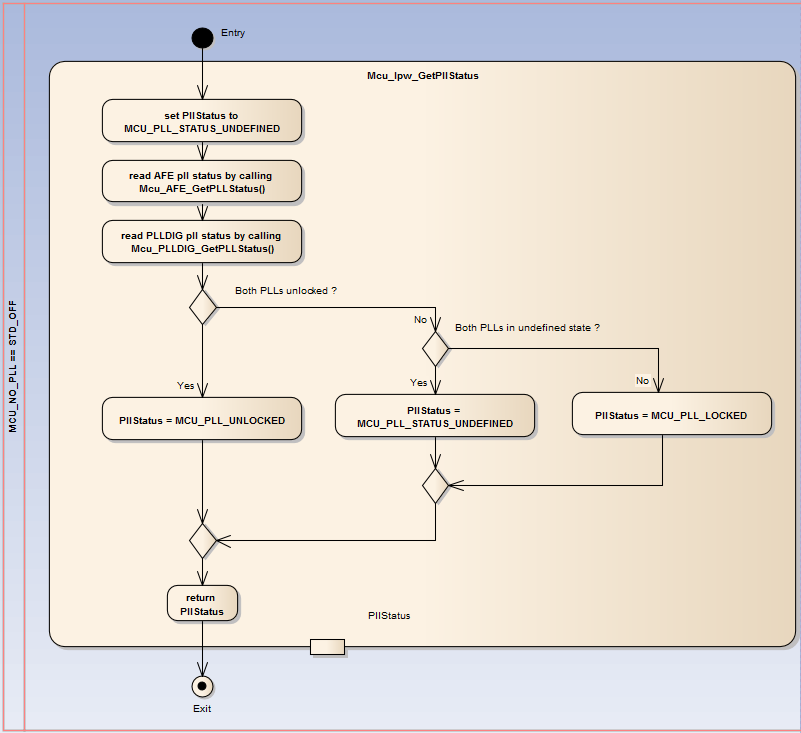 Entry
Mcu_Ipw_GetPllStatus
set PllStatus to
MCU_PLL_STATUS_UNDEFINED
read AFE pll status by calling
Mcu_AFE_GetPLLStatus()
read PLLDIG pll status by calling
Mcu_PLLDIG_GetPLLStatus()
Both PLLs unlocked ?
No
Both PLLs in undefined state ?
Yes
Yes
No
PllStatus = MCU_PLL_UNLOCKED
PllStatus =
MCU_PLL_STATUS_UNDEFINED
PllStatus = MCU_PLL_LOCKED
return
PllStatus
PllStatus
Exit
MCU_NO_PLL == STD_OFF